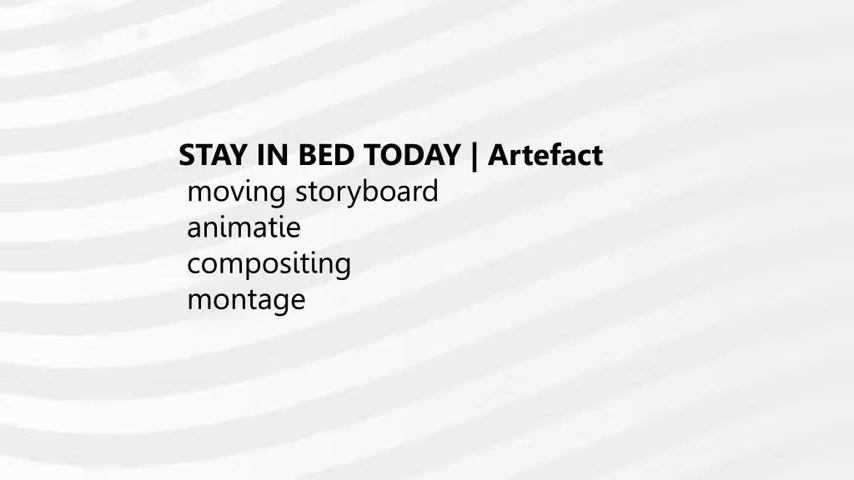 STAY IN BED TODAY | Artefact
moving storyboard
animatie
compositing
montage